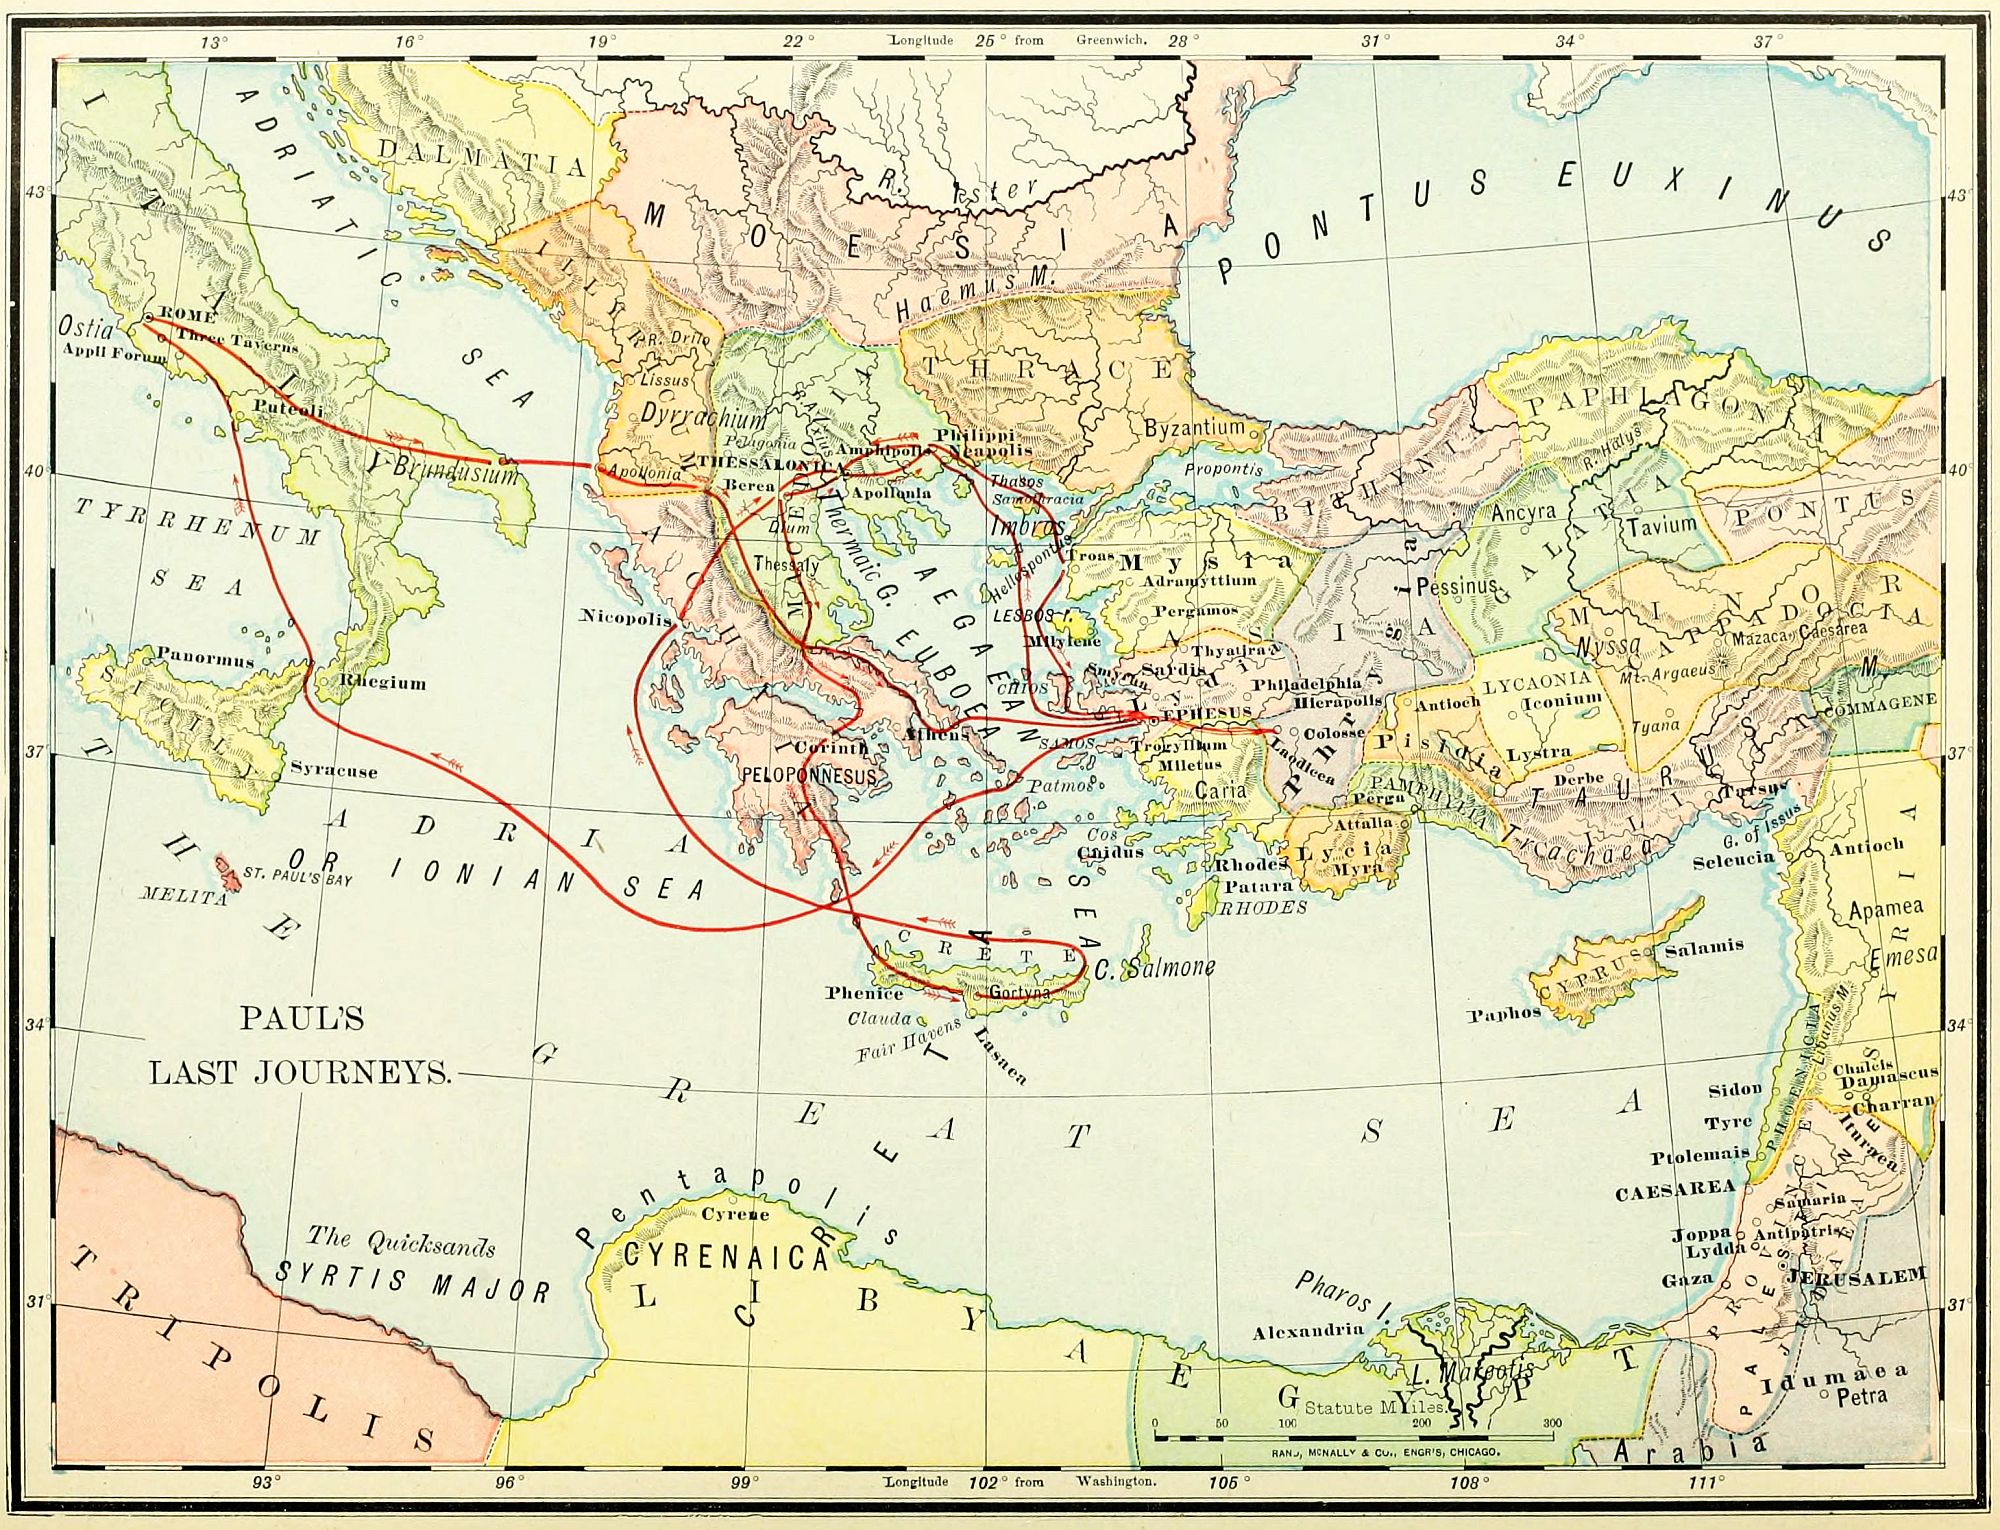 13° 16° 19° 22° Longitude 25° from Greenwich. 28° 31° 34° 37°
43°
40°
37°
34°
31°
43°
40°
37°
34°
31°
ITALY
ADRIATIC SEA
DALMATIA
ILLYRICUM
MOESIA
R. Ister
Haemus M.
PONTUS EUXINUS
ROME
Ostia
Three Taverns
Appii Forum
Puteoli
Brundusium
TYRRHENUM
SEA
R. Drilo
Lissus
Dyrrachium
Apollonia
Pelagonia
R. Axius
MACEDONIA
THRACE
Byzantium
Propontis
Philippi
Neapolis
Amphipolis
THESSALONICA
Berea
Apollonia
Thasos
Samothracia
Imbros
Dium
Thermaic G.
Thessaly
Hellespontus
Troas
Mysia
Adramyttium
Pergamos
LESBOS I.
Mitylene
ASIA
Thyatira
Sardis
Smyrna
Lydia
Philadelphia
Hierapolis
CHIOS
EPHESUS
Colosse
Laodicea
SAMOS
Trogyllium
Miletus
Patmos
Caria
Phrygia
BITHYNIA
PAPHLAGONIA
R. Halys
GALATIA
Ancyra
Tavium
Pessinus
PONTUS
MINOR
CAPPADOCIA
Nyssa
Mazaca-Caesarea
Mt. Argaeus
Tyana
LYCAONIA
Iconium
Antioch
Pisidia
Lystra
Derbe
TAURUS M.
COMMAGENE
Tarsus
G. of Issus
PAMPHYLIA
Perga
Attalia
Lycia
Myra
Trachaea
Seleucia
Antioch
Cos
Cnidus
Rhodes
Patara
RHODES
Nicopolis
ACHAIA
EUBOEA
AEGAEAN SEA
Athens
Corinth
PELOPONNESUS
Panormus
SICILY
Rhegium
Syracuse
ADRIA
OR IONIAN SEA
ST. PAUL'S BAY
MELITA
CRETE
C. Salmone
Gortyna
Phenice
Clauda
Fair Havens
Lasaea
CYPRUS
Salamis
Paphos
SYRIA
Apamea
Emesa
Libanus M.
PHOENICIA
Chalcis
Damascus
Charran
Sidon
Tyre
Ptolemais
Ituraea
CAESAREA
Samaria
Joppa
Antipatris
Lydda
Gaza
JERUSALEM
PROVINCE
PALESTINE
Idumaea
Petra
Arabia
PAUL'S
LAST JOURNEYS.
THE GREAT SEA
The Quicksands
SYRTIS MAJOR
TRIPOLIS
Pentapolis
Cyrene
CYRENAICA
LIBYA
Pharos I.
Alexandria
L. Mareotis
EGYPT
Statute Miles.
0 50 100 200 300
RAND, MCNALLY & CO., ENGR'S, CHICAGO.
93° 96° 99° Longitude 102° from Washington. 105° 108° 111°